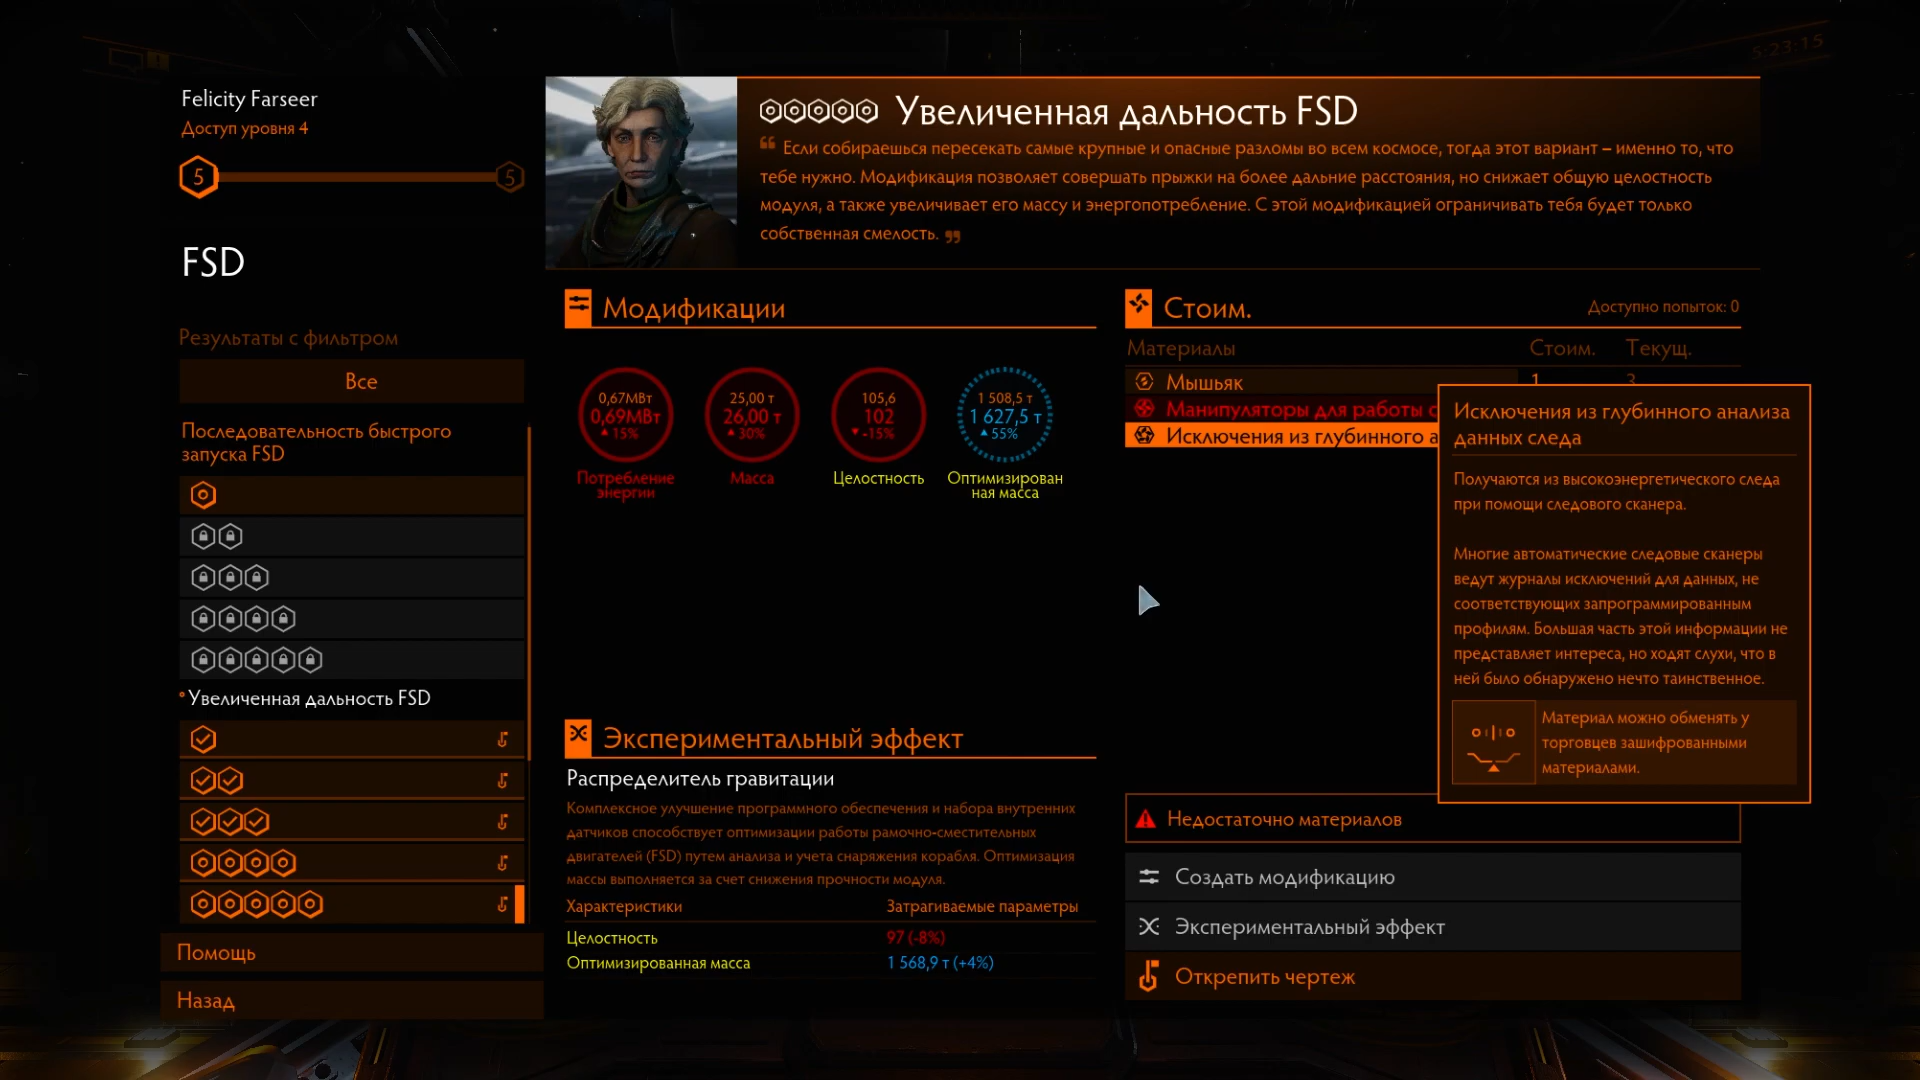 5:23:15
Felicity Farseer
Доступ уровня 4
5
5
FSD
Результаты с фильтром
Все
Последовательность быстрого
запуска FSD
Увеличенная дальность FSD
Помощь
Назад
Увеличенная дальность FSD
Если собираешься пересекать самые крупные и опасные разломы во всем космосе, тогда этот вариант – именно то, что
тебе нужно. Модификация позволяет совершать прыжки на более дальние расстояния, но снижает общую целостность
модуля, а также увеличивает его массу и энергопотребление. С этой модификацией ограничивать тебя будет только
собственная смелость.
Модификации
0,67МВт
0,69МВт
15%
Потребление
энергии
25,00 т
26,00 т
30%
Масса
105,6
102
-15%
Целостность
1 508,5 т
1 627,5 т
55%
Оптимизирован
ная масса
Экспериментальный эффект
Распределитель гравитации
Комплексное улучшение программного обеспечения и набора внутренних
датчиков способствует оптимизации работы рамочно-сместительных
двигателей (FSD) путем анализа и учета снаряжения корабля. Оптимизация
массы выполняется за счет снижения прочности модуля.
Характеристики Затрагиваемые параметры
Целостность 97 (-8%)
Оптимизированная масса 1 568,9 т (+4%)
Стоим. Доступно попыток: 0
Материалы Стоим. Текущ.
Мышьяк 1 3
Манипуляторы для работы с
Исключения из глубинного а
Исключения из глубинного анализа
данных следа
Получаются из высокоэнергетического следа
при помощи следового сканера.
Многие автоматические следовые сканеры
ведут журналы исключений для данных, не
соответствующих запрограммированным
профилям. Большая часть этой информации не
представляет интереса, но ходят слухи, что в
ней было обнаружено нечто таинственное.
Материал можно обменять у
торговцев зашифрованными
материалами.
Недостаточно материалов
Создать модификацию
Экспериментальный эффект
Открепить чертеж